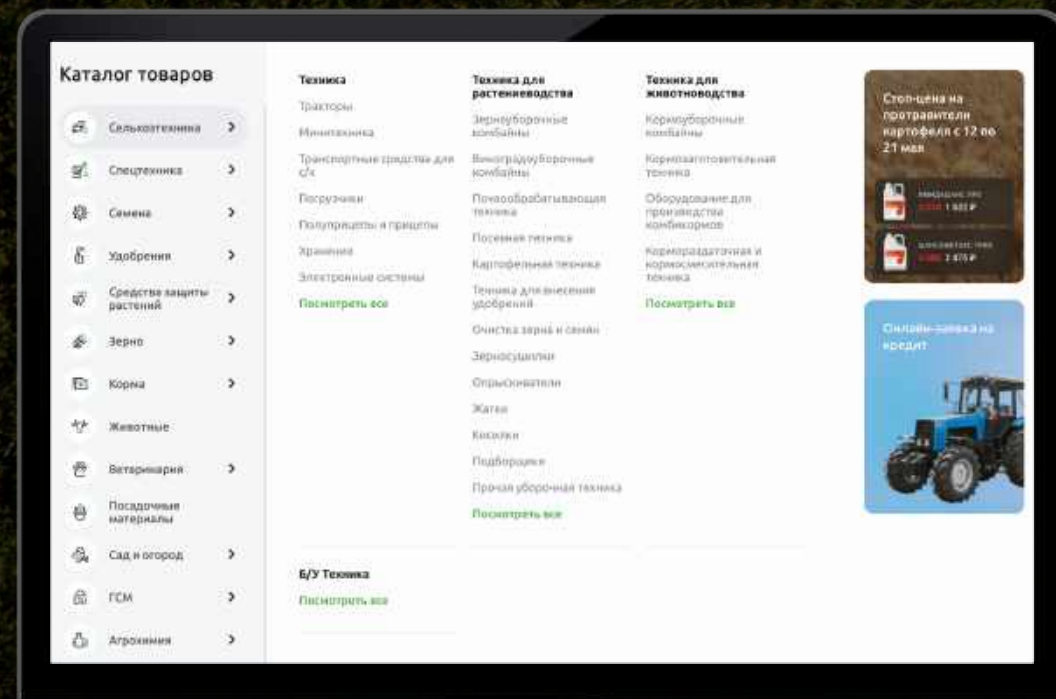 Каталог товаров
Сельхозтехника
Спецтехника
Семена
Удобрения
Средства защиты
растений
Зерно
Корма
Животные
Ветеринария
Посадочные
материалы
Сад и огород
ГСМ
Агрохимия
Техника
Тракторы
Минитехника
Транспортные средства для
с/х
Погрузчики
Полуприцепы и прицепы
Хранение
Электронные системы
Посмотреть все
Техника для
растениеводства
Зерноуборочные
комбайны
Виноградоуборочные
комбайны
Почвообрабатывающая
техника
Посевная техника
Картофельная техника
Техника для внесения
удобрений
Очистка зерна и семян
Зерносушилки
Опрыскиватели
Жатки
Косилки
Подборщики
Прочая уборочная техника
Посмотреть все
Техника для
животноводства
Кормоуборочные
комбайны
Кормозаготовительная
техника
Оборудование для
производства
комбикормов
Кормораздаточная и
кормосмесительная
техника
Посмотреть все
Б/У Техника
Посмотреть все
Стоп-цена на
протравители
картофеля с 12 по
21 мая
1 602 ₽
2 475 ₽
Онлайн-заявка на
кредит